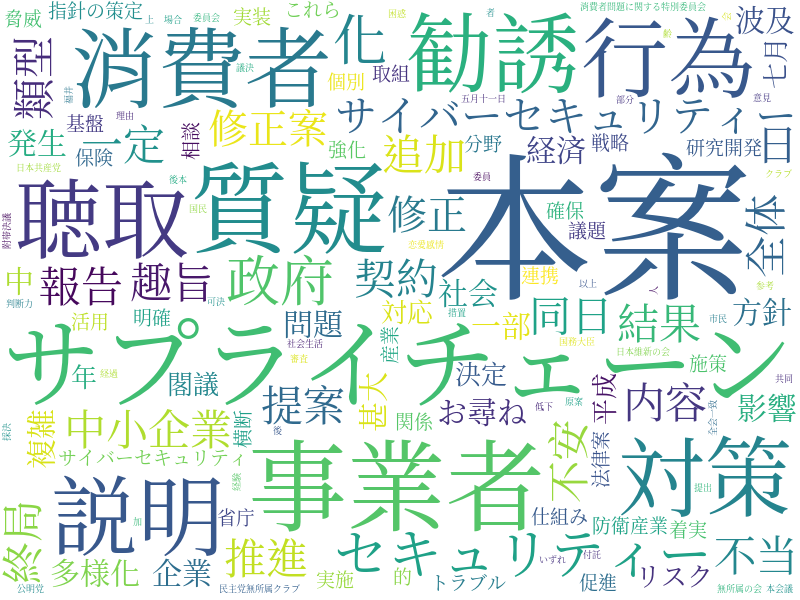 脅威
指針の策定
上
場合
委員会
実装
これら
困惑
消費者問題に関する特別委員会
波及
類型
福井
消費者
議決
化
個別
取組
勧誘
者
行為
齢
七月
五月十一日
部分
意見
発生
基盤
保険
一定
理由
相談
修正案
強化
追加
サイバーセキュリティー
分野
経済
戦略
研究開発
日
クラブ
日本共産党
後本
委員
附帯決議
聴取
国民
質疑
修正
恋愛感情
本案
確保
議題
全体
中
判断力
報告
趣旨
可決
政府
契約
社会
連携
以上
人
参考
活用
明確
問題
対応
措置
産業
一部
国務大臣
同日
結果
市民
方針
サプライチェーン
社会生活
審査
日本維新の会
施策
共同
年
経過
閣議
提案
甚大
決定
お尋ね
低下
原案
平成
内容
全会一致
影響
採決
複雑
中小企業
横断
後
関係
サイバーセキュリティ
経験
事業者
不安
法律案
対策
提出
終局
説明
加
省庁
仕組み
防衛産業
着実
多様化
企業
推進
セキュリティー
いずれ
付託
不当
公明党
民主党無所属クラブ
実施
的
トラブル
促進
リスク
無所属の会
本会議